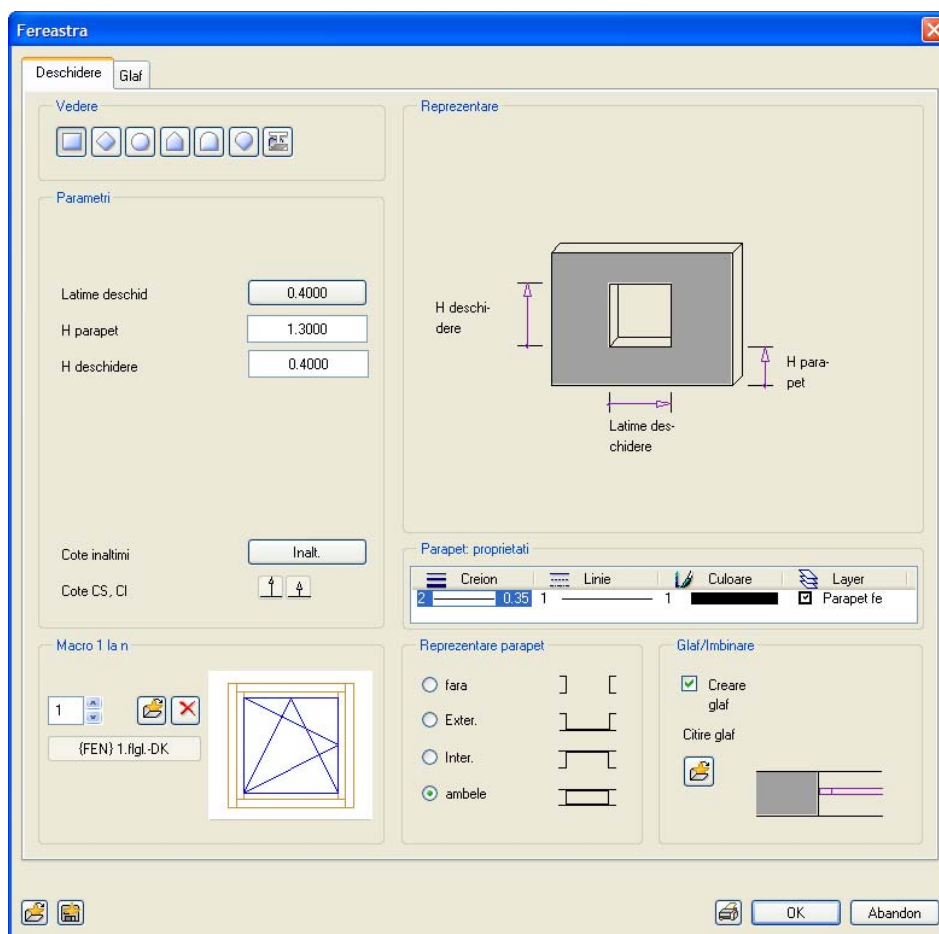 Fereastra
Deschidere
Glaf
Vedere
Parametri
Latime deschid
0.4000
H parapet
1.3000
H deschidere
0.4000
Cote inaltimi
Inalt.
Cote CS, CI
Macro 1 la n
1
{FEN} 1.flgl.-DK
Reprezentare
H deschi-
dere
H para-
pet
Latime des-
chidere
Parapet: proprietati
Creion Linie Culoare Layer
2 0.35 1 1 Parapet fe
Reprezentare parapet
fara
Exter.
Inter.
ambele
Glaf/Imbinare
Creare
glaf
Citire glaf
OK
Abandon